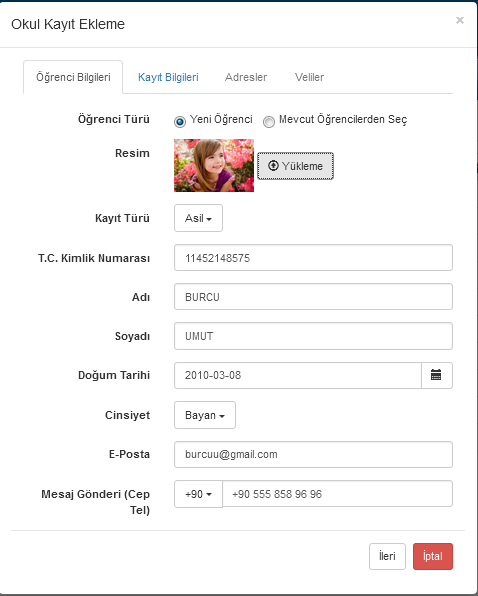 Okul Kayıt Ekleme ×
Öğrenci Bilgileri Kayıt Bilgileri Adresler Veliler
Öğrenci Türü Yeni Öğrenci Mevcut Öğrencilerden Seç
Resim Yükleme
Kayıt Türü Asil
T.C. Kimlik Numarası 11452148575
Adı BURCU
Soyadı UMUT
Doğum Tarihi 2010-03-08
Cinsiyet Bayan
E-Posta burcuu@gmail.com
Mesaj Gönderi (Cep +90 +90 555 858 96 96
Tel)
İleri İptal